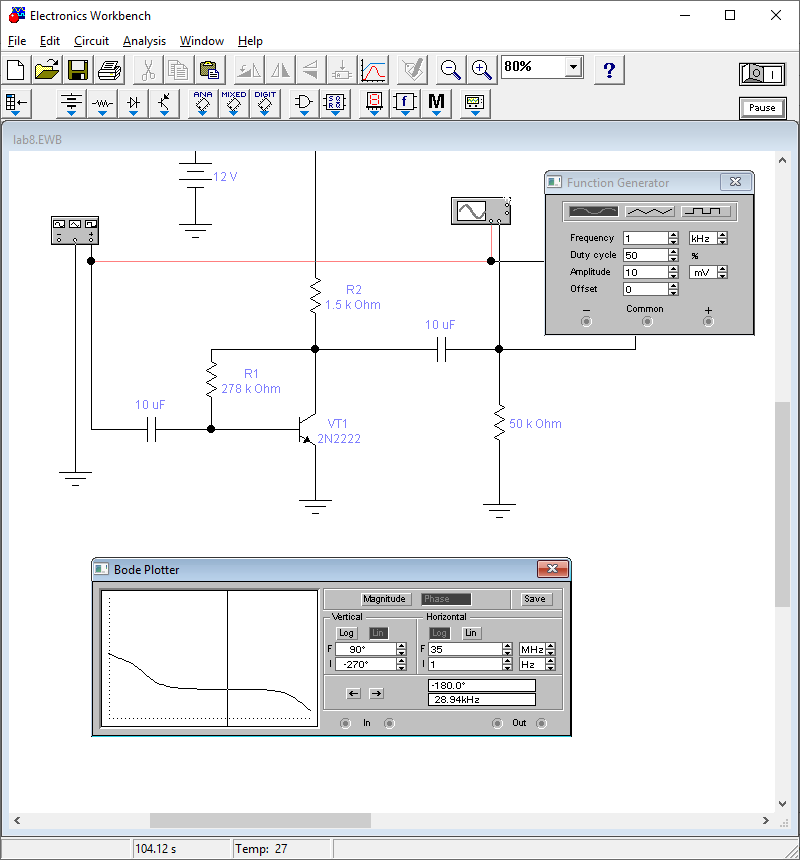 Electronics Workbench
File Edit Circuit Analysis Window Help
80%
?
ANA MIXED DIGIT
f M
Pause
lab8.EWB
12 V
Function Generator
Frequency 1 kHz
Duty cycle 50 %
Amplitude 10 mV
Offset 0
− Common +
R2
1.5 k Ohm
10 uF
R1
278 k Ohm
10 uF
VT1
2N2222
50 k Ohm
Bode Plotter
Magnitude Phase Save
Vertical Horizontal
Log Lin Log Lin
F 90° F 35 MHz
I -270° I 1 Hz
← →
-180.0°
28.94kHz
In Out
104.12 s Temp: 27